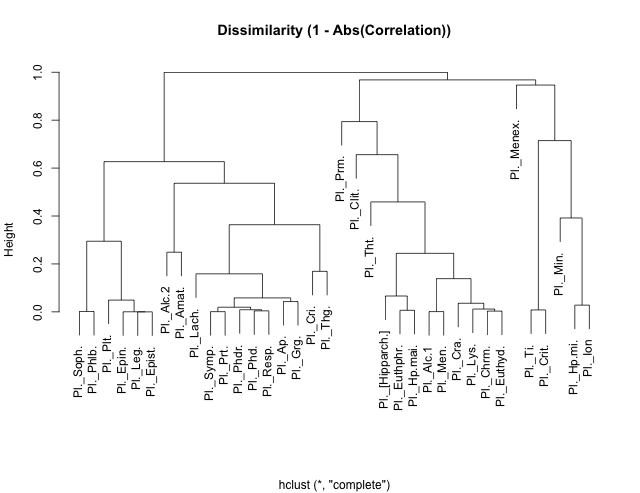 Dissimilarity (1 - Abs(Correlation))
Height
1.0
0.8
0.6
0.4
0.2
0.0
Pl._Soph.
Pl._Phlb.
Pl._Plt.
Pl._Epin.
Pl._Leg.
Pl._Epist.
Pl._Alc.2
Pl._Amat.
Pl._Lach.
Pl._Symp.
Pl._Prt.
Pl._Phdr.
Pl._Phd.
Pl._Resp.
Pl._Ap.
Pl._Grg.
Pl._Cri.
Pl._Thg.
Pl._Prm.
Pl._Clit.
Pl._Tht.
Pl._[Hipparch.]
Pl._Euthphr.
Pl._Hp.mai.
Pl._Alc.1
Pl._Men.
Pl._Cra.
Pl._Lys.
Pl._Chrm.
Pl._Euthyd.
Pl._Menex.
Pl._Ti.
Pl._Crit.
Pl._Min.
Pl._Hp.mi.
Pl._Ion
hclust (*, "complete")